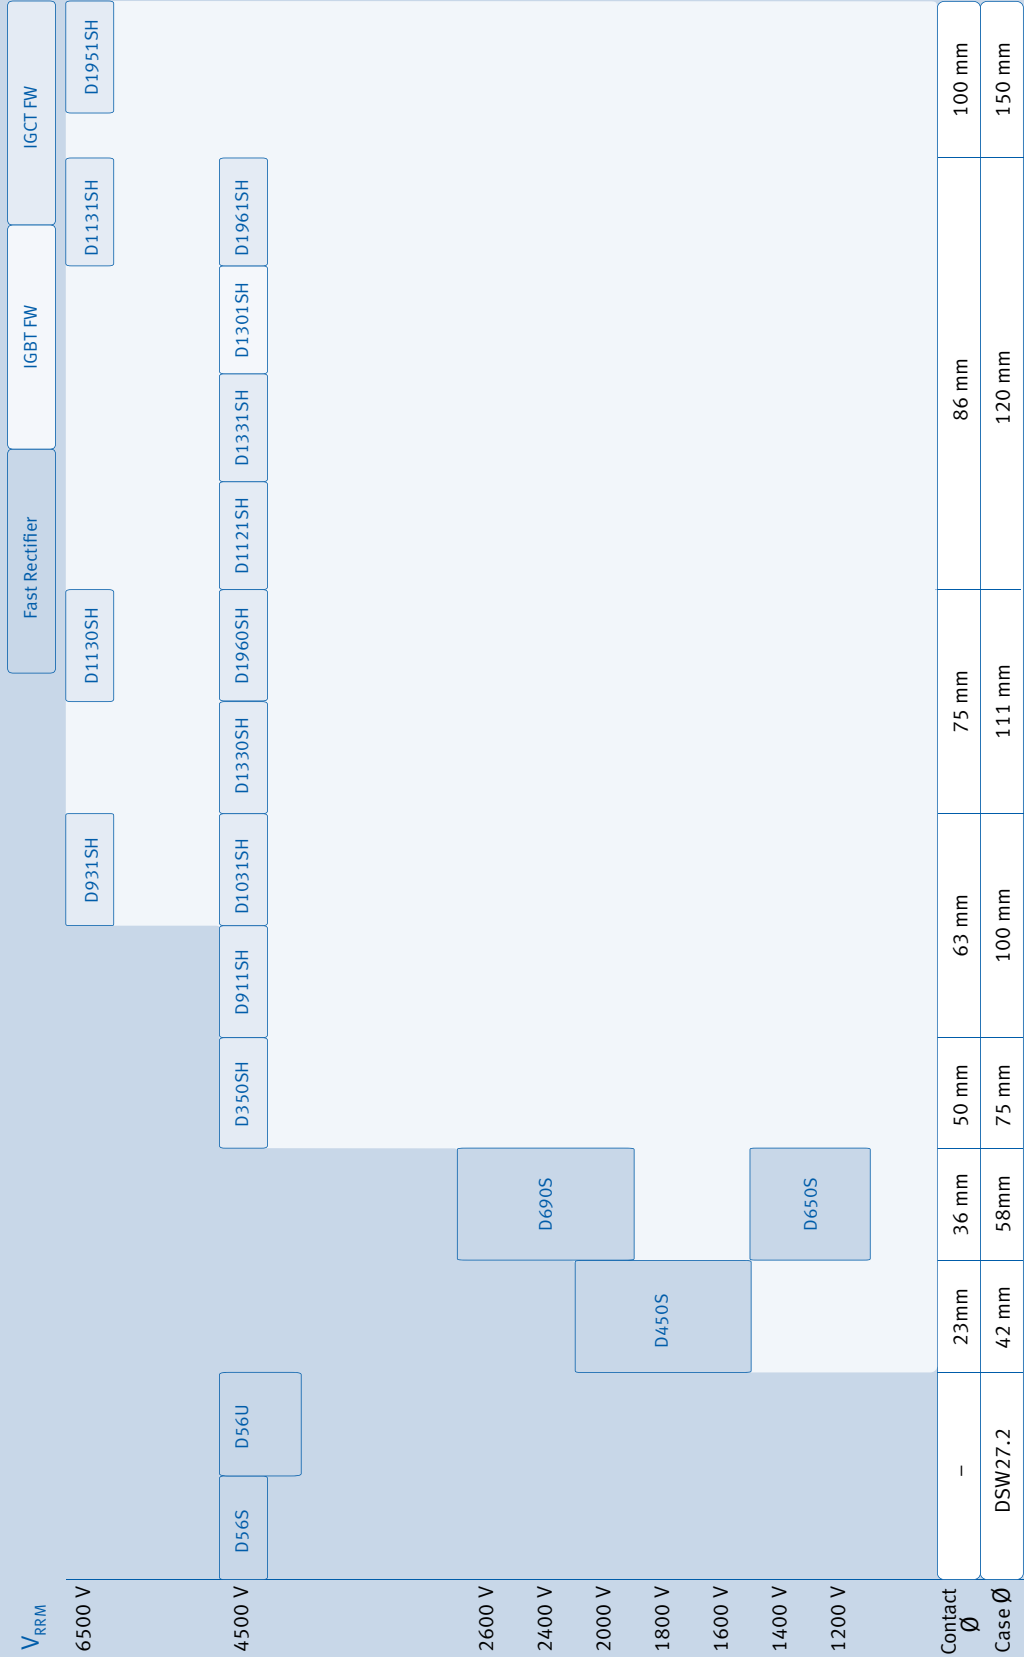 V RRM
Fast Rectifier
IGBT FW
IGCT FW
6500 V
D931SH
D1130SH
D1131SH
D1951SH
4500 V
D56S
D56U
D350SH
D911SH
D1031SH
D1330SH
D1960SH
D1121SH
D1331SH
D1301SH
D1961SH
2600 V
2400 V
D690S
2000 V
1800 V
D450S
1600 V
1400 V
D650S
1200 V
Contact
Ø
–
23mm
36 mm
50 mm
63 mm
75 mm
86 mm
100 mm
Case Ø
DSW27.2
42 mm
58mm
75 mm
100 mm
111 mm
120 mm
150 mm